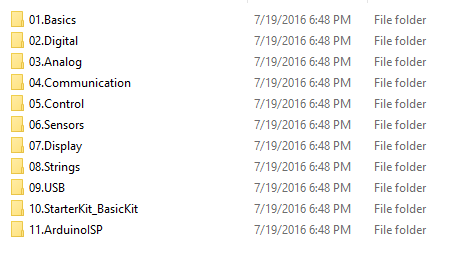 01.Basics 7/19/2016 6:48 PM File folder
02.Digital 7/19/2016 6:48 PM File folder
03.Analog 7/19/2016 6:48 PM File folder
04.Communication 7/19/2016 6:48 PM File folder
05.Control 7/19/2016 6:48 PM File folder
06.Sensors 7/19/2016 6:48 PM File folder
07.Display 7/19/2016 6:48 PM File folder
08.Strings 7/19/2016 6:48 PM File folder
09.USB 7/19/2016 6:48 PM File folder
10.StarterKit_BasicKit 7/19/2016 6:48 PM File folder
11.ArduinoISP 7/19/2016 6:48 PM File folder